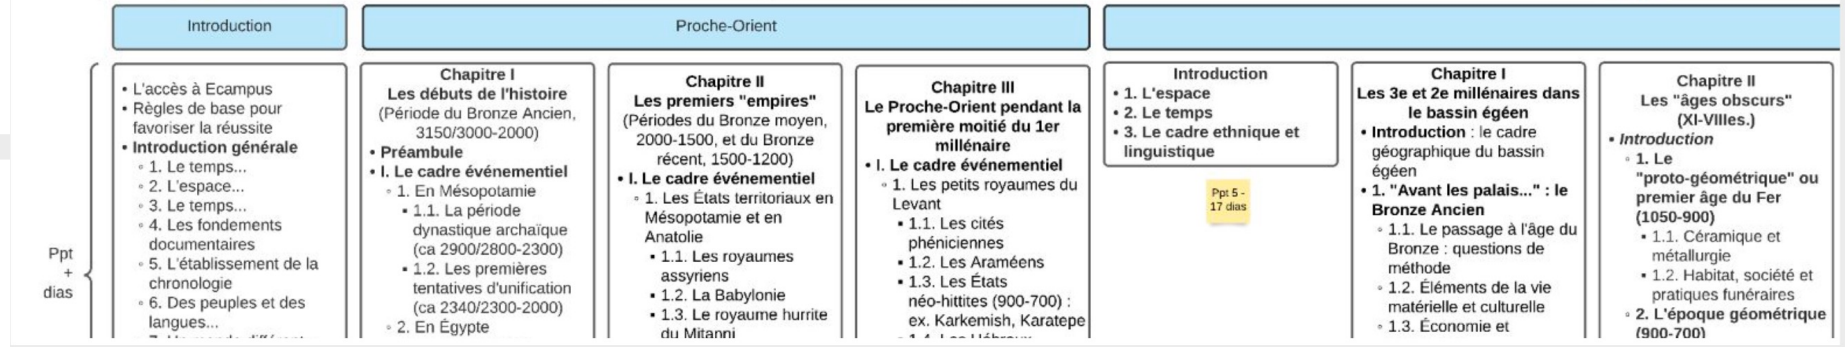 Introduction
Proche-Orient
Ppt
+
dias
• L'accès à Ecampus
• Règles de base pour
favoriser la réussite
• Introduction générale
◦ 1. Le temps...
◦ 2. L'espace...
◦ 3. Le temps...
◦ 4. Les fondements
documentaires
◦ 5. L'établissement de la
chronologie
◦ 6. Des peuples et des
langues...
Chapitre I
Les débuts de l'histoire
(Période du Bronze Ancien,
3150/3000-2000)
• Préambule
• I. Le cadre événementiel
◦ 1. En Mésopotamie
▪ 1.1. La période
dynastique archaïque
(ca 2900/2800-2300)
▪ 1.2. Les premières
tentatives d'unification
(ca 2340/2300-2000)
◦ 2. En Égypte
Chapitre II
Les premiers "empires"
(Périodes du Bronze moyen,
2000-1500, et du Bronze
récent, 1500-1200)
• I. Le cadre événementiel
◦ 1. Les États territoriaux en
Mésopotamie et en
Anatolie
▪ 1.1. Les royaumes
assyriens
▪ 1.2. La Babylonie
▪ 1.3. Le royaume hurrite
du Mitanni
Chapitre III
Le Proche-Orient pendant la
première moitié du 1er
millénaire
• I. Le cadre événementiel
◦ 1. Les petits royaumes du
Levant
▪ 1.1. Les cités
phéniciennes
▪ 1.2. Les Araméens
▪ 1.3. Les États
néo-hittites (900-700) :
ex. Karkemish, Karatepe
▪ 1.4. Les Hébreux
Introduction
• 1. L'espace
• 2. Le temps
• 3. Le cadre ethnique et
linguistique
Ppt 5 -
17 dias
Chapitre I
Les 3e et 2e millénaires dans
le bassin égéen
• Introduction : le cadre
géographique du bassin
égéen
• 1. "Avant les palais..." : le
Bronze Ancien
◦ 1.1. Le passage à l'âge du
Bronze : questions de
méthode
◦ 1.2. Éléments de la vie
matérielle et culturelle
◦ 1.3. Économie et
Chapitre II
Les "âges obscurs"
(XI-VIIIes.)
• Introduction
◦ 1. Le
"proto-géométrique" ou
premier âge du Fer
(1050-900)
▪ 1.1. Céramique et
métallurgie
▪ 1.2. Habitat, société et
pratiques funéraires
◦ 2. L'époque géométrique
(900-700)